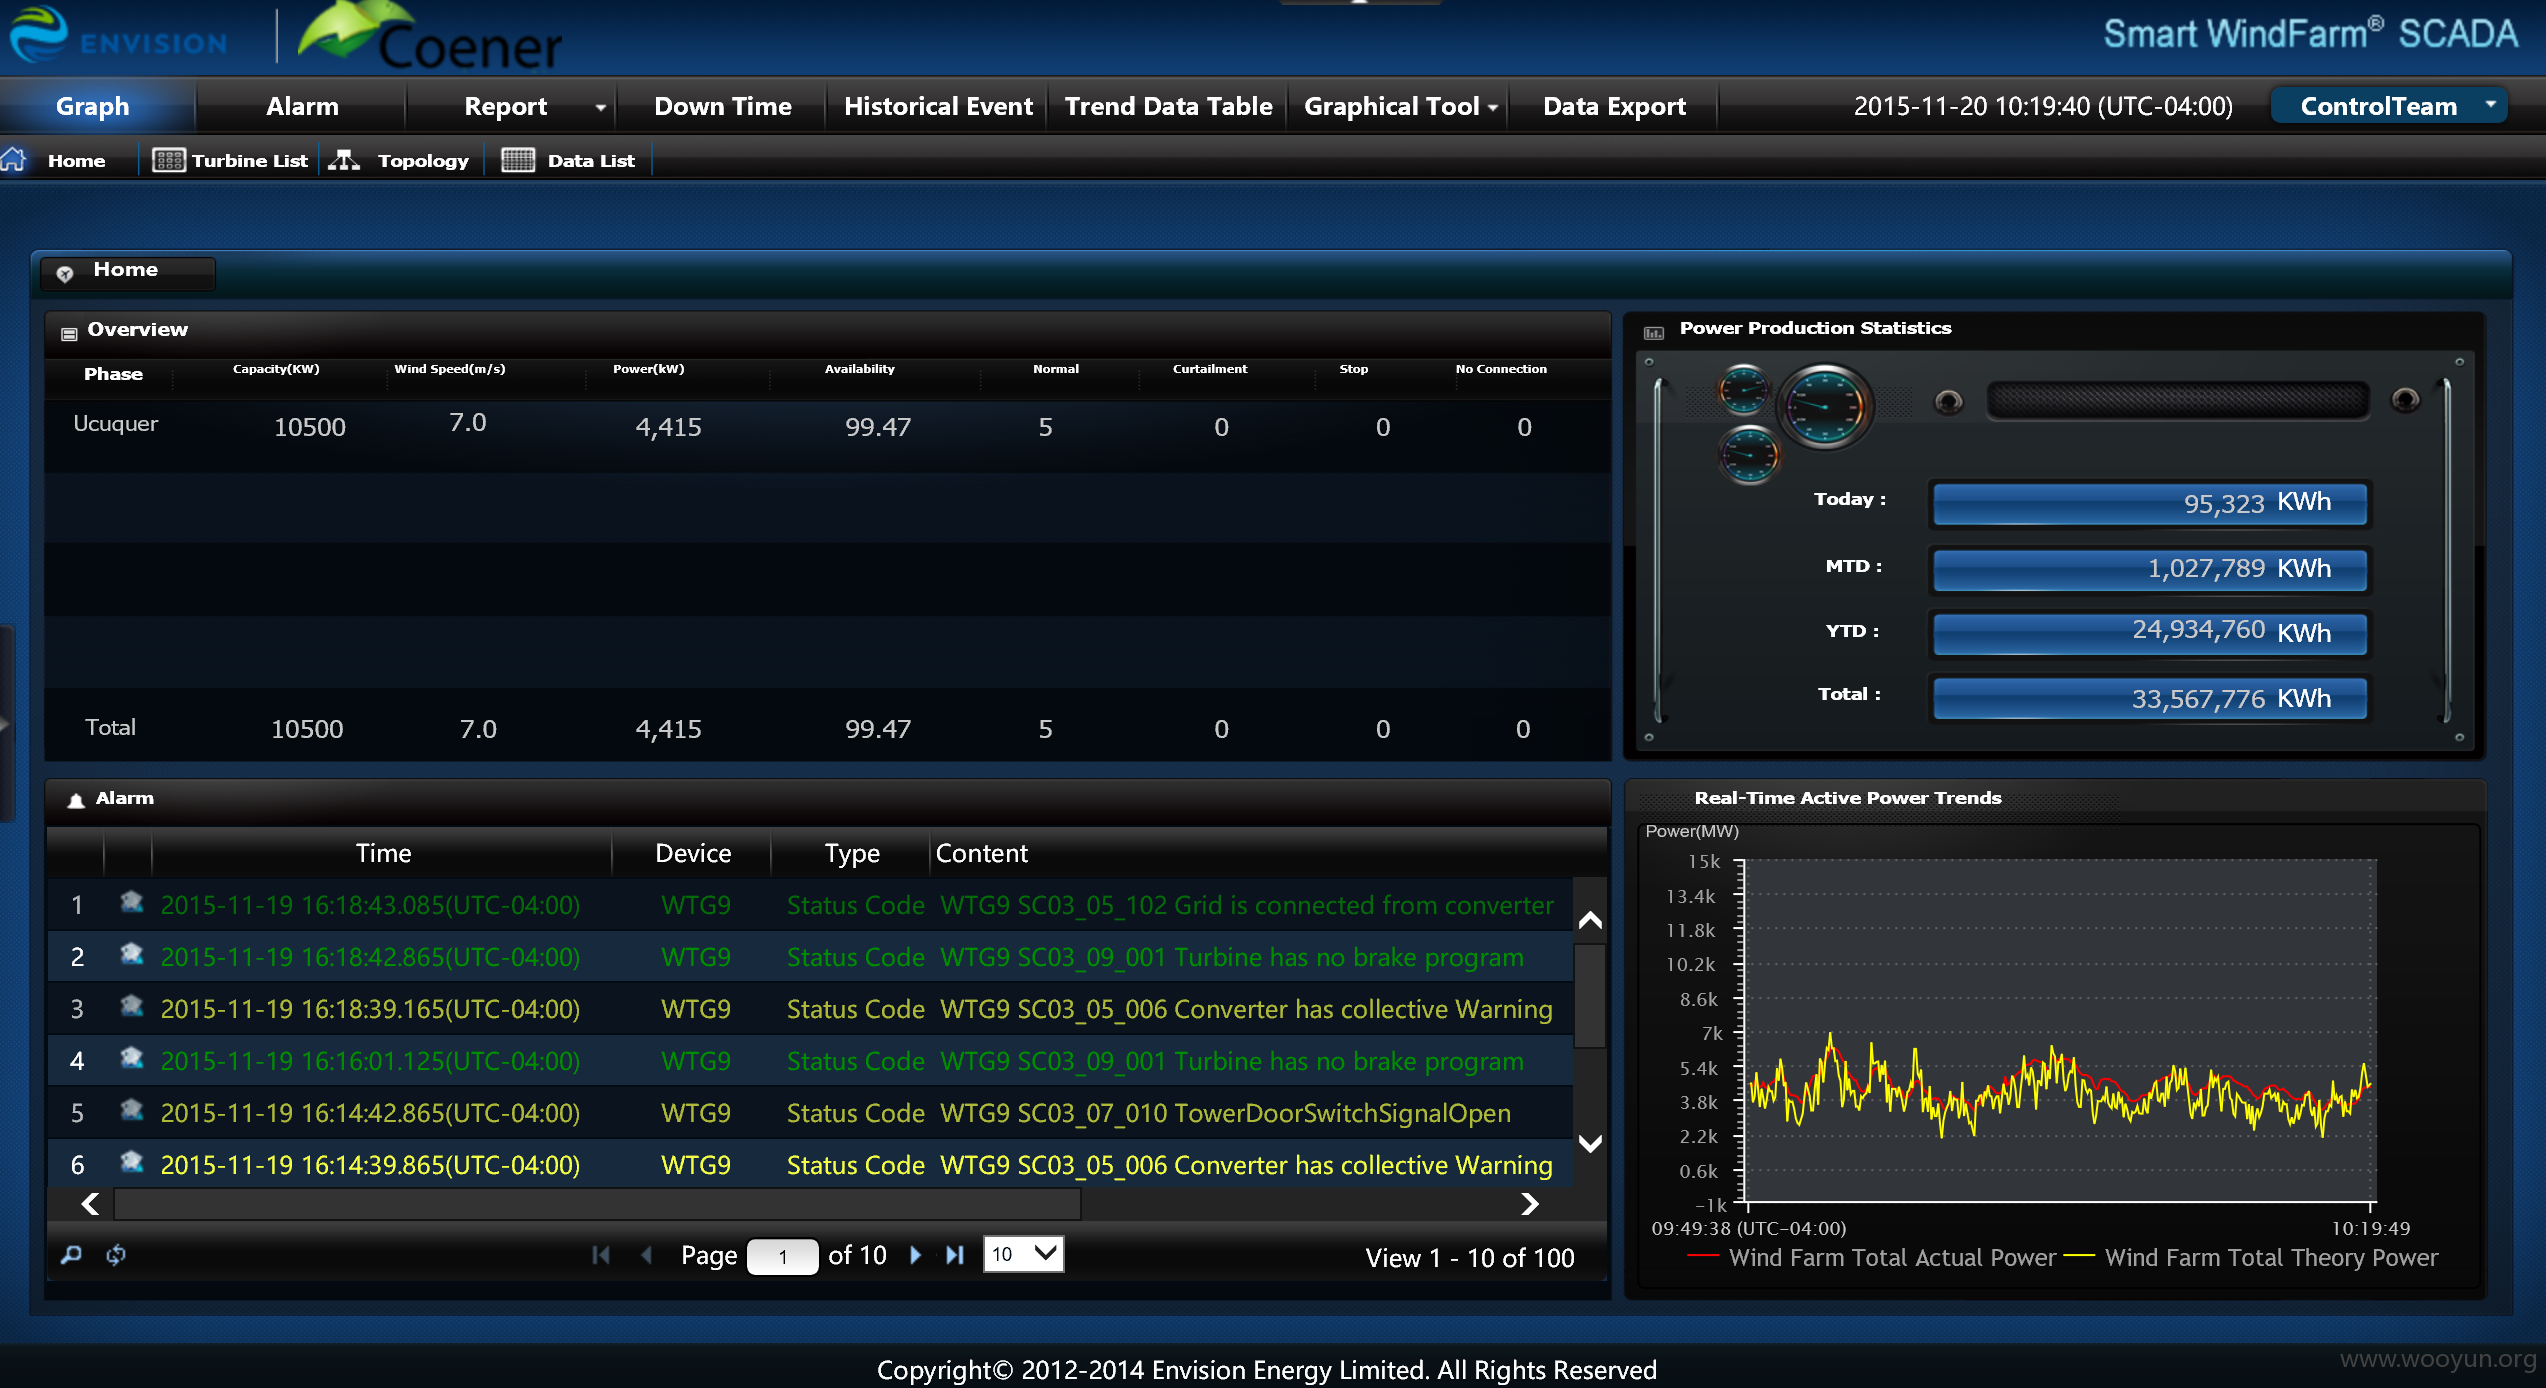 ENVISION
Coener
Smart WindFarm® SCADA
Graph Alarm Report Down Time Historical Event Trend Data Table Graphical Tool Data Export 2015-11-20 10:19:40 (UTC-04:00) ControlTeam
Home Turbine List Topology Data List
Home
Overview
Phase Capacity(KW) Wind Speed(m/s) Power(kW) Availability Normal Curtailment Stop No Connection
Ucuquer 10500 7.0 4,415 99.47 5 0 0 0
Total 10500 7.0 4,415 99.47 5 0 0 0
Power Production Statistics
Today : 95,323 KWh
MTD : 1,027,789 KWh
YTD : 24,934,760 KWh
Total : 33,567,776 KWh
Alarm
Time Device Type Content
1 2015-11-19 16:18:43.085(UTC-04:00) WTG9 Status Code WTG9 SC03_05_102 Grid is connected from converter
2 2015-11-19 16:18:42.865(UTC-04:00) WTG9 Status Code WTG9 SC03_09_001 Turbine has no brake program
3 2015-11-19 16:18:39.165(UTC-04:00) WTG9 Status Code WTG9 SC03_05_006 Converter has collective Warning
4 2015-11-19 16:16:01.125(UTC-04:00) WTG9 Status Code WTG9 SC03_09_001 Turbine has no brake program
5 2015-11-19 16:14:42.865(UTC-04:00) WTG9 Status Code WTG9 SC03_07_010 TowerDoorSwitchSignalOpen
6 2015-11-19 16:14:39.865(UTC-04:00) WTG9 Status Code WTG9 SC03_05_006 Converter has collective Warning
Page 1 of 10 10 View 1 - 10 of 100
Real-Time Active Power Trends
Power(MW)
15k
13.4k
11.8k
10.2k
8.6k
7k
5.4k
3.8k
2.2k
0.6k
-1k
09:49:38 (UTC-04:00) 10:19:49
Wind Farm Total Actual Power Wind Farm Total Theory Power
Copyright© 2012-2014 Envision Energy Limited. All Rights Reserved
www.wooyun.org